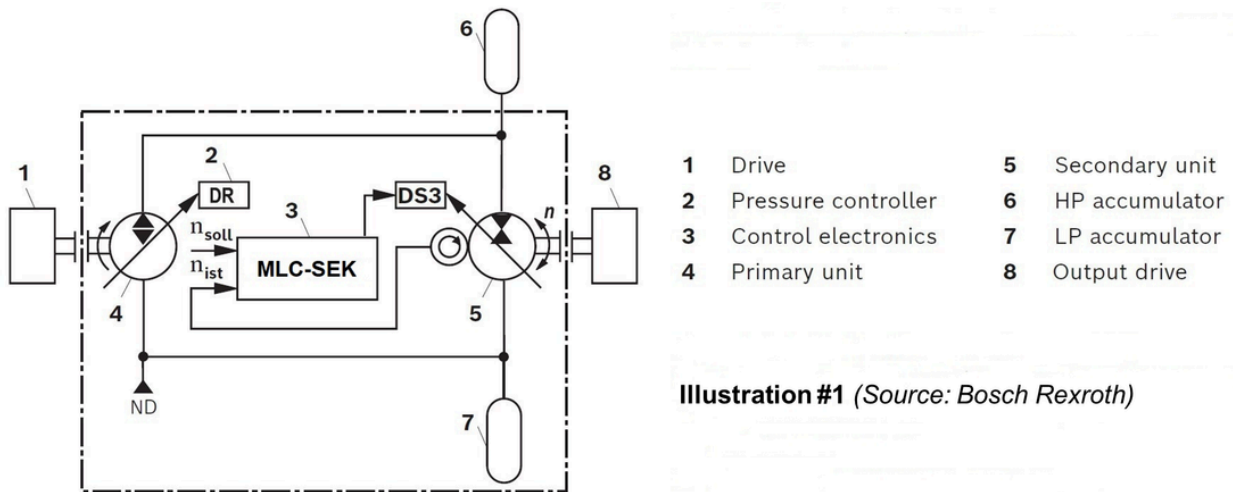 6
1
2
DR
3
n_soll
n_ist
MLC-SEK
DS3
n
8
4
5
ND
7
1 Drive
2 Pressure controller
3 Control electronics
4 Primary unit
5 Secondary unit
6 HP accumulator
7 LP accumulator
8 Output drive
Illustration #1 (Source: Bosch Rexroth)